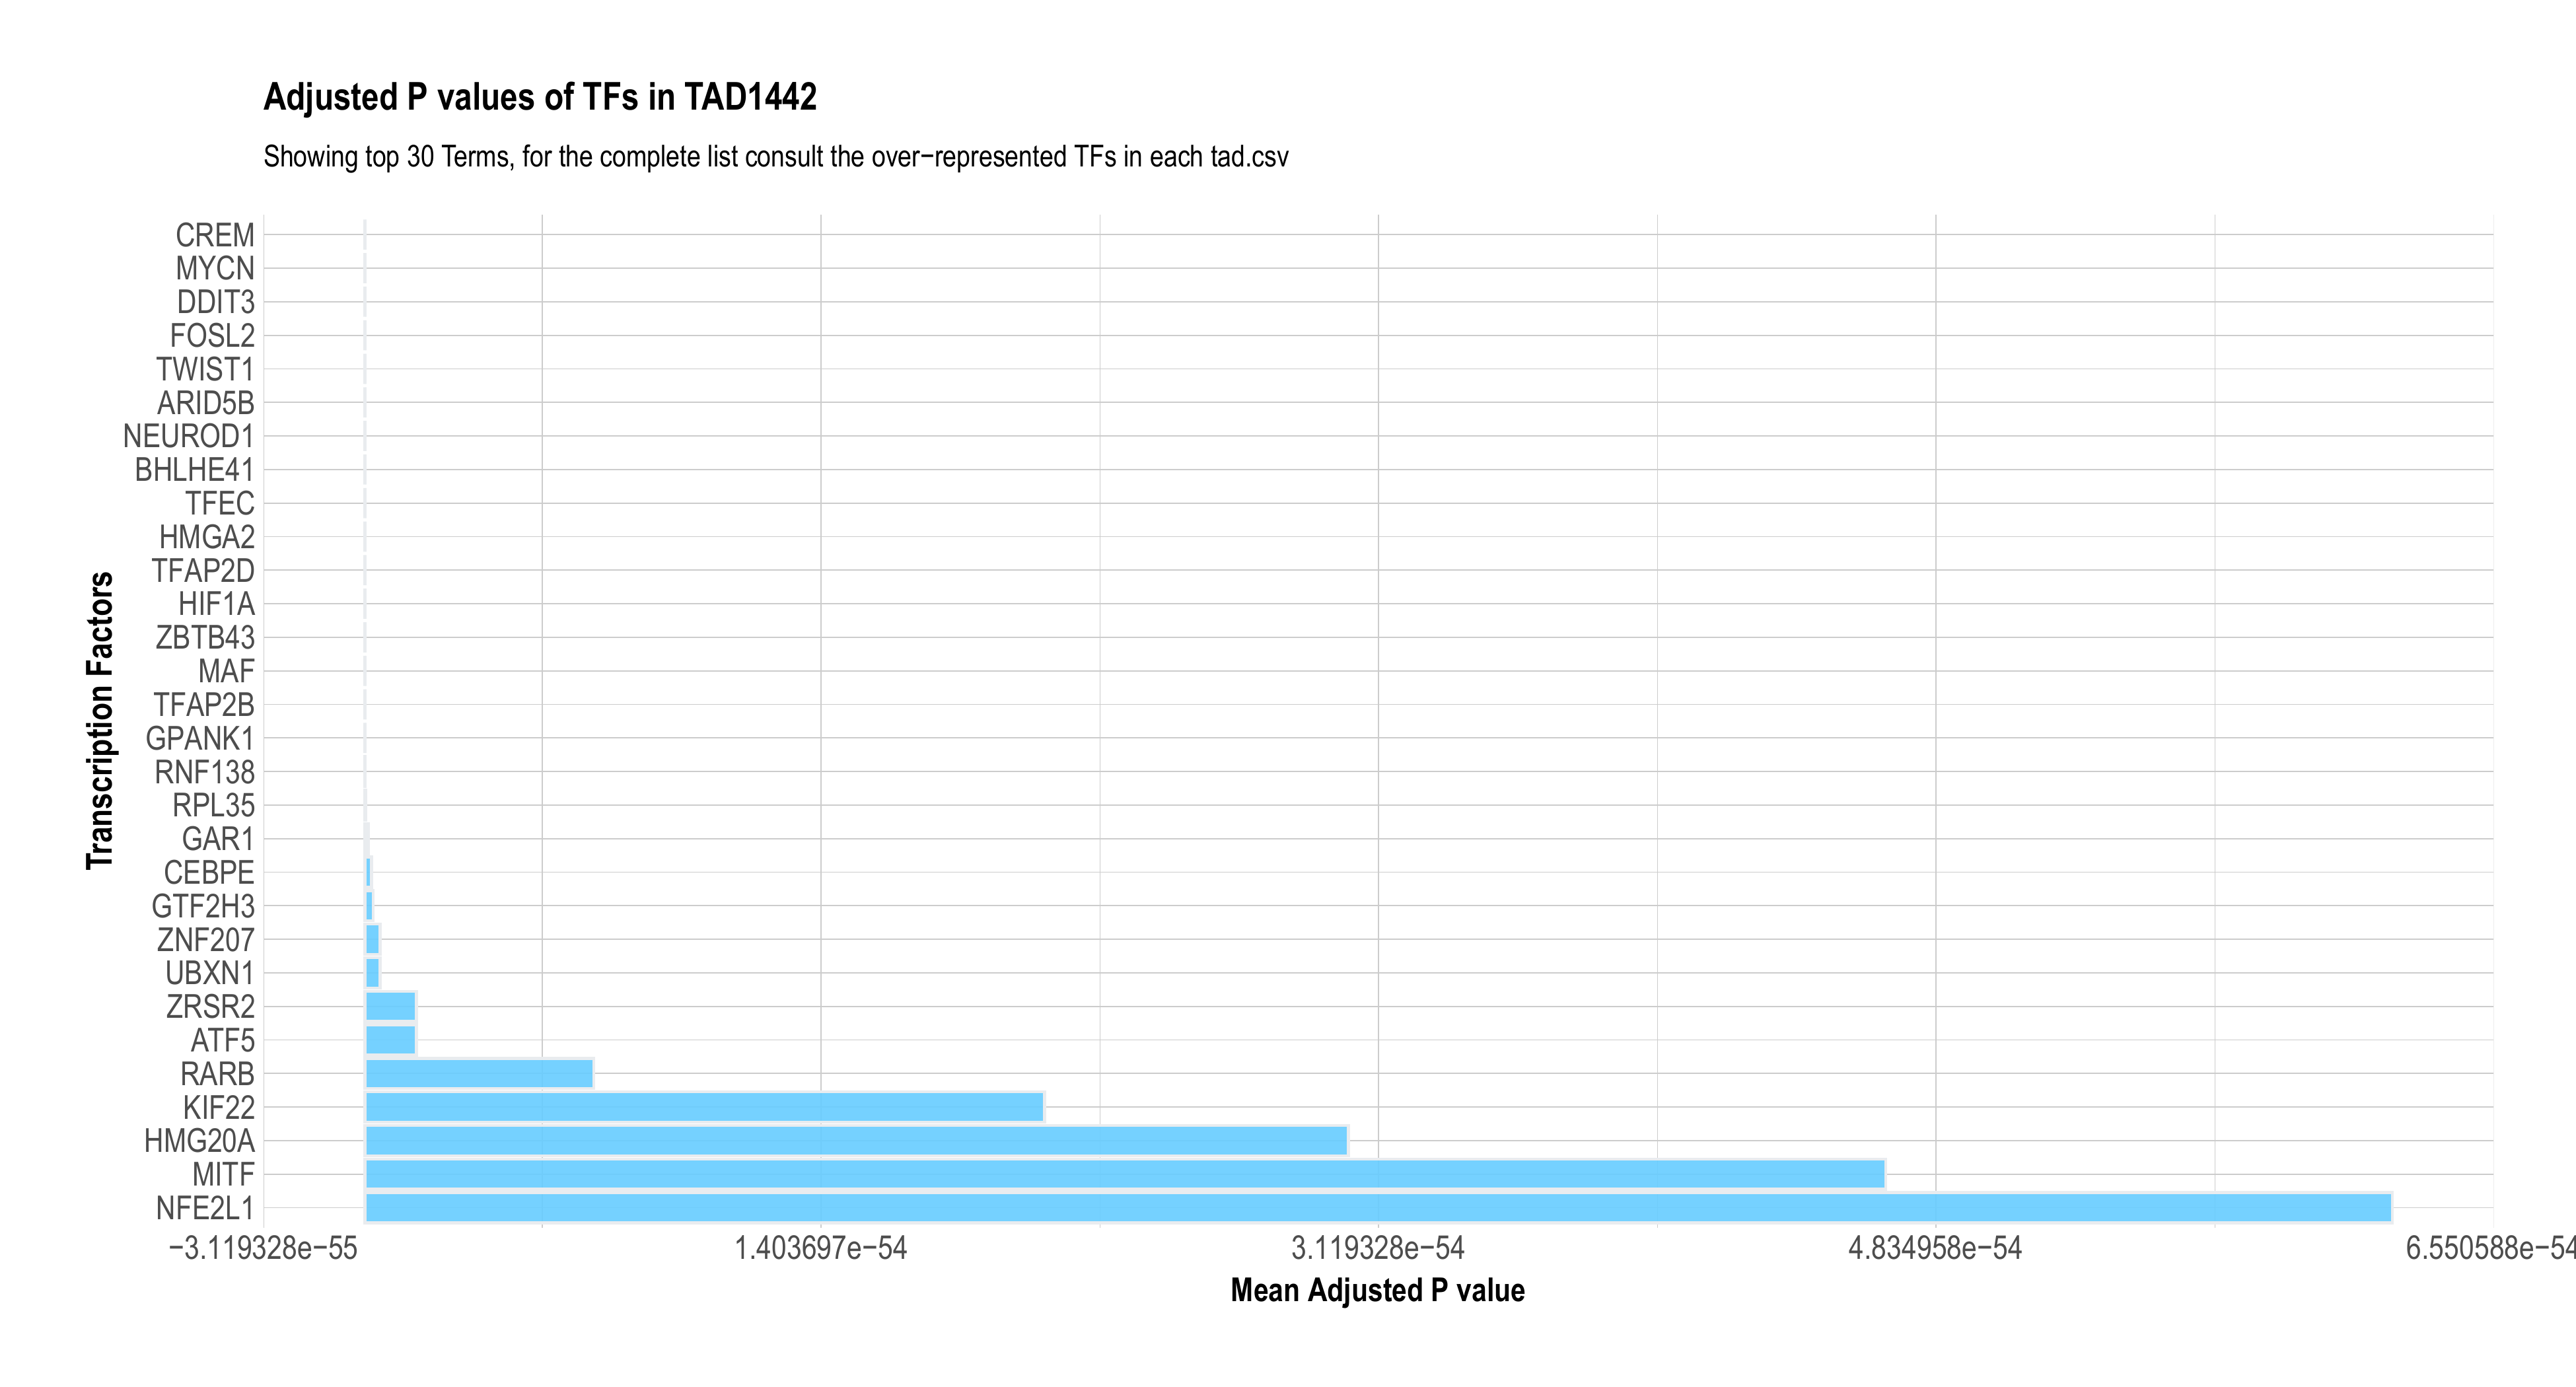 Adjusted P values of TFs in TAD1442
Showing top 30 Terms, for the complete list consult the over−represented TFs in each tad.csv
Transcription Factors
CREM
MYCN
DDIT3
FOSL2
TWIST1
ARID5B
NEUROD1
BHLHE41
TFEC
HMGA2
TFAP2D
HIF1A
ZBTB43
MAF
TFAP2B
GPANK1
RNF138
RPL35
GAR1
CEBPE
GTF2H3
ZNF207
UBXN1
ZRSR2
ATF5
RARB
KIF22
HMG20A
MITF
NFE2L1
−3.119328e−55 1.403697e−54 3.119328e−54 4.834958e−54 6.550588e−54
Mean Adjusted P value